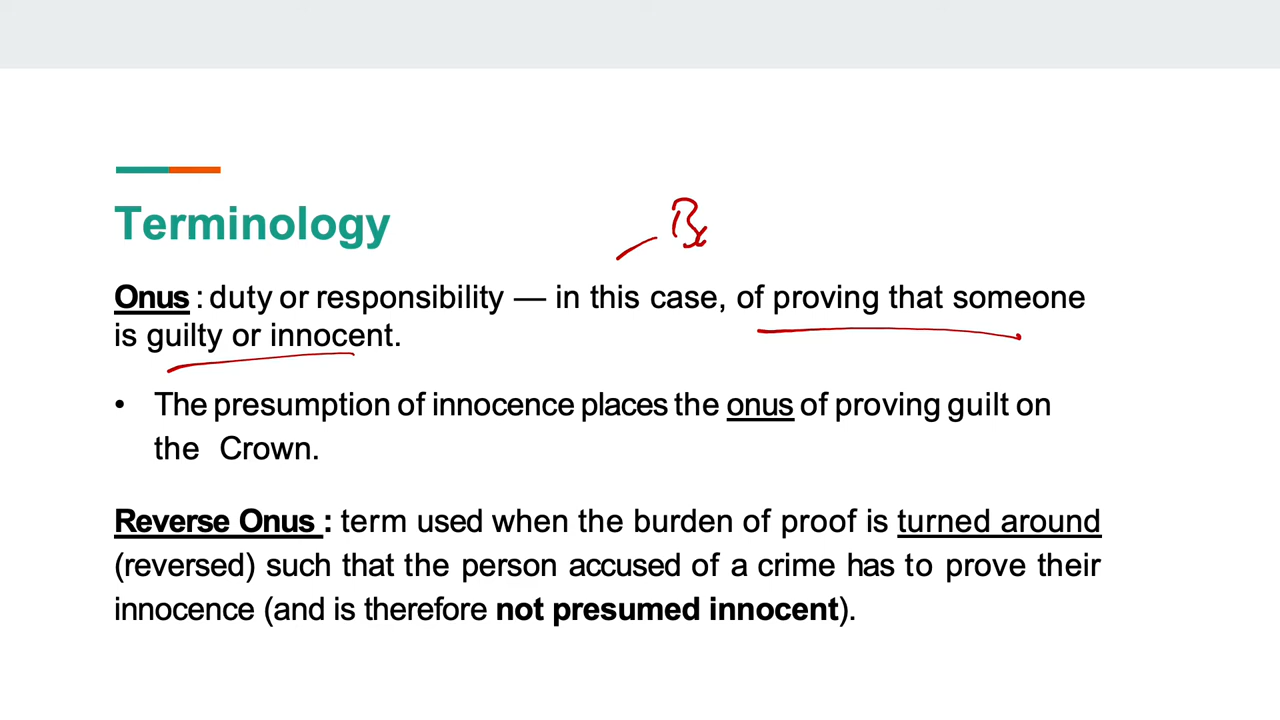 Terminology
Onus : duty or responsibility — in this case, of proving that someone
is guilty or innocent.
• The presumption of innocence places the onus of proving guilt on
the Crown.
Reverse Onus : term used when the burden of proof is turned around
(reversed) such that the person accused of a crime has to prove their
innocence (and is therefore not presumed innocent).